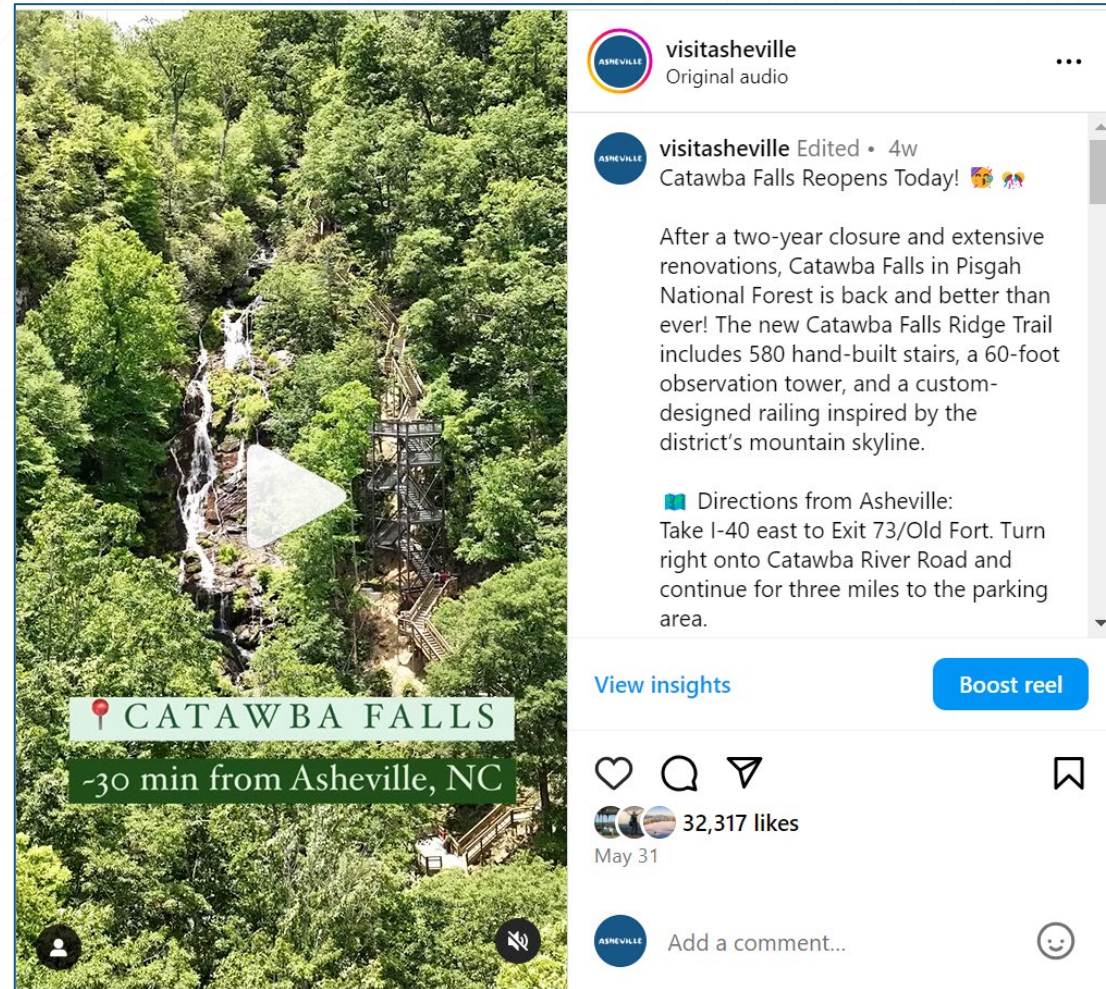 ASHEVILLE
visitasheville
Original audio
ASHEVILLE
visitasheville Edited • 4w
Catawba Falls Reopens Today! 🥳 🎊
After a two-year closure and extensive
renovations, Catawba Falls in Pisgah
National Forest is back and better than
ever! The new Catawba Falls Ridge Trail
includes 580 hand-built stairs, a 60-foot
observation tower, and a custom-
designed railing inspired by the
district's mountain skyline.
🗺️ Directions from Asheville:
Take I-40 east to Exit 73/Old Fort. Turn
right onto Catawba River Road and
continue for three miles to the parking
area.
📍CATAWBA FALLS
~30 min from Asheville, NC
View insights
Boost reel
32,317 likes
May 31
ASHEVILLE
Add a comment...